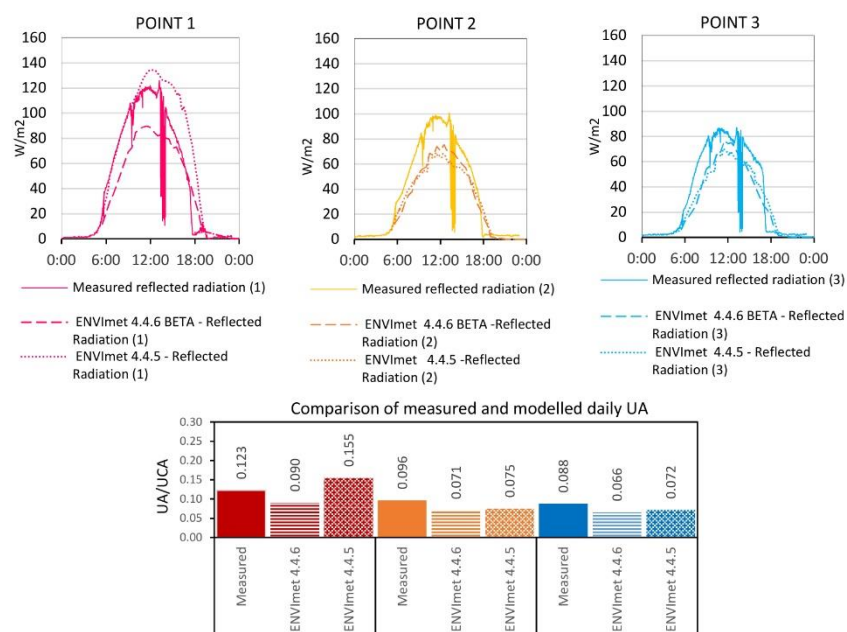 POINT 1
160
140
120
100
80
60
40
20
0
W/m2
0:00 6:00 12:00 18:00 0:00
Measured reflected radiation (1)
ENVImet 4.4.6 BETA - Reflected
Radiation (1)
ENVImet 4.4.5 - Reflected
Radiation (1)
POINT 2
160
140
120
100
80
60
40
20
0
W/m2
0:00 6:00 12:00 18:00 0:00
Measured reflected radiation (2)
ENVImet 4.4.6 BETA -Reflected
Radiation (2)
ENVImet 4.4.5 -Reflected
Radiation (2)
POINT 3
160
140
120
100
80
60
40
20
0
W/m2
0:00 6:00 12:00 18:00 0:00
Measured reflected radiation (3)
ENVImet 4.4.6 BETA - Reflected
Radiation (3)
ENVImet 4.4.5 - Reflected
Radiation (3)
Comparison of measured and modelled daily UA
UA/UCA
0.30
0.25
0.20
0.15
0.10
0.05
0.00
0.123
0.090
0.155
0.096
0.071
0.075
0.088
0.066
0.072
Measured
ENVImet 4.4.6
ENVImet 4.4.5
Measured
ENVImet 4.4.6
ENVImet 4.4.5
Measured
ENVImet 4.4.6
ENVImet 4.4.5